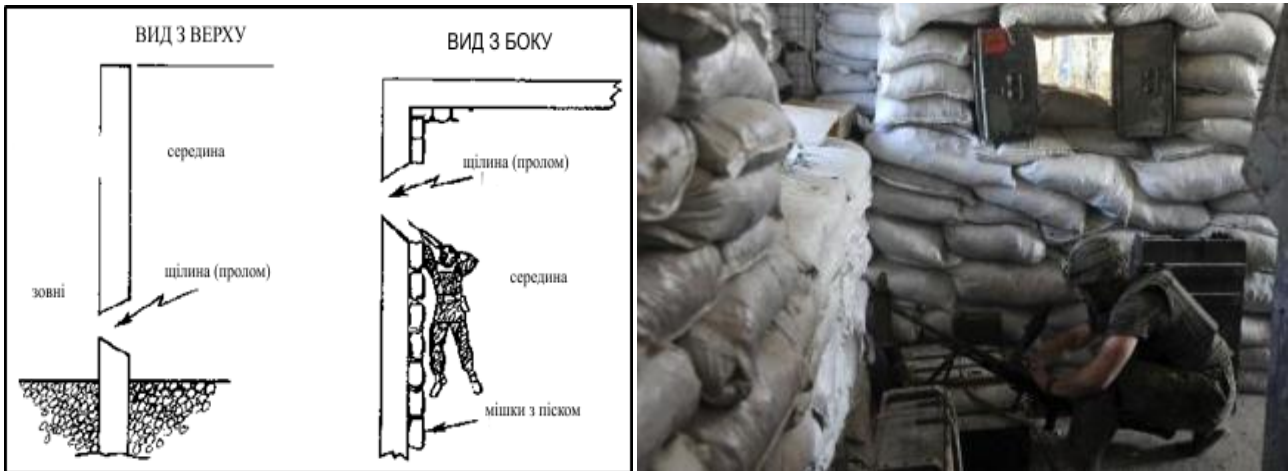 ВИД З ВЕРХУ
середина
щілина (пролом)
зовні
ВИД З БОКУ
щілина (пролом)
середина
мішки з піском